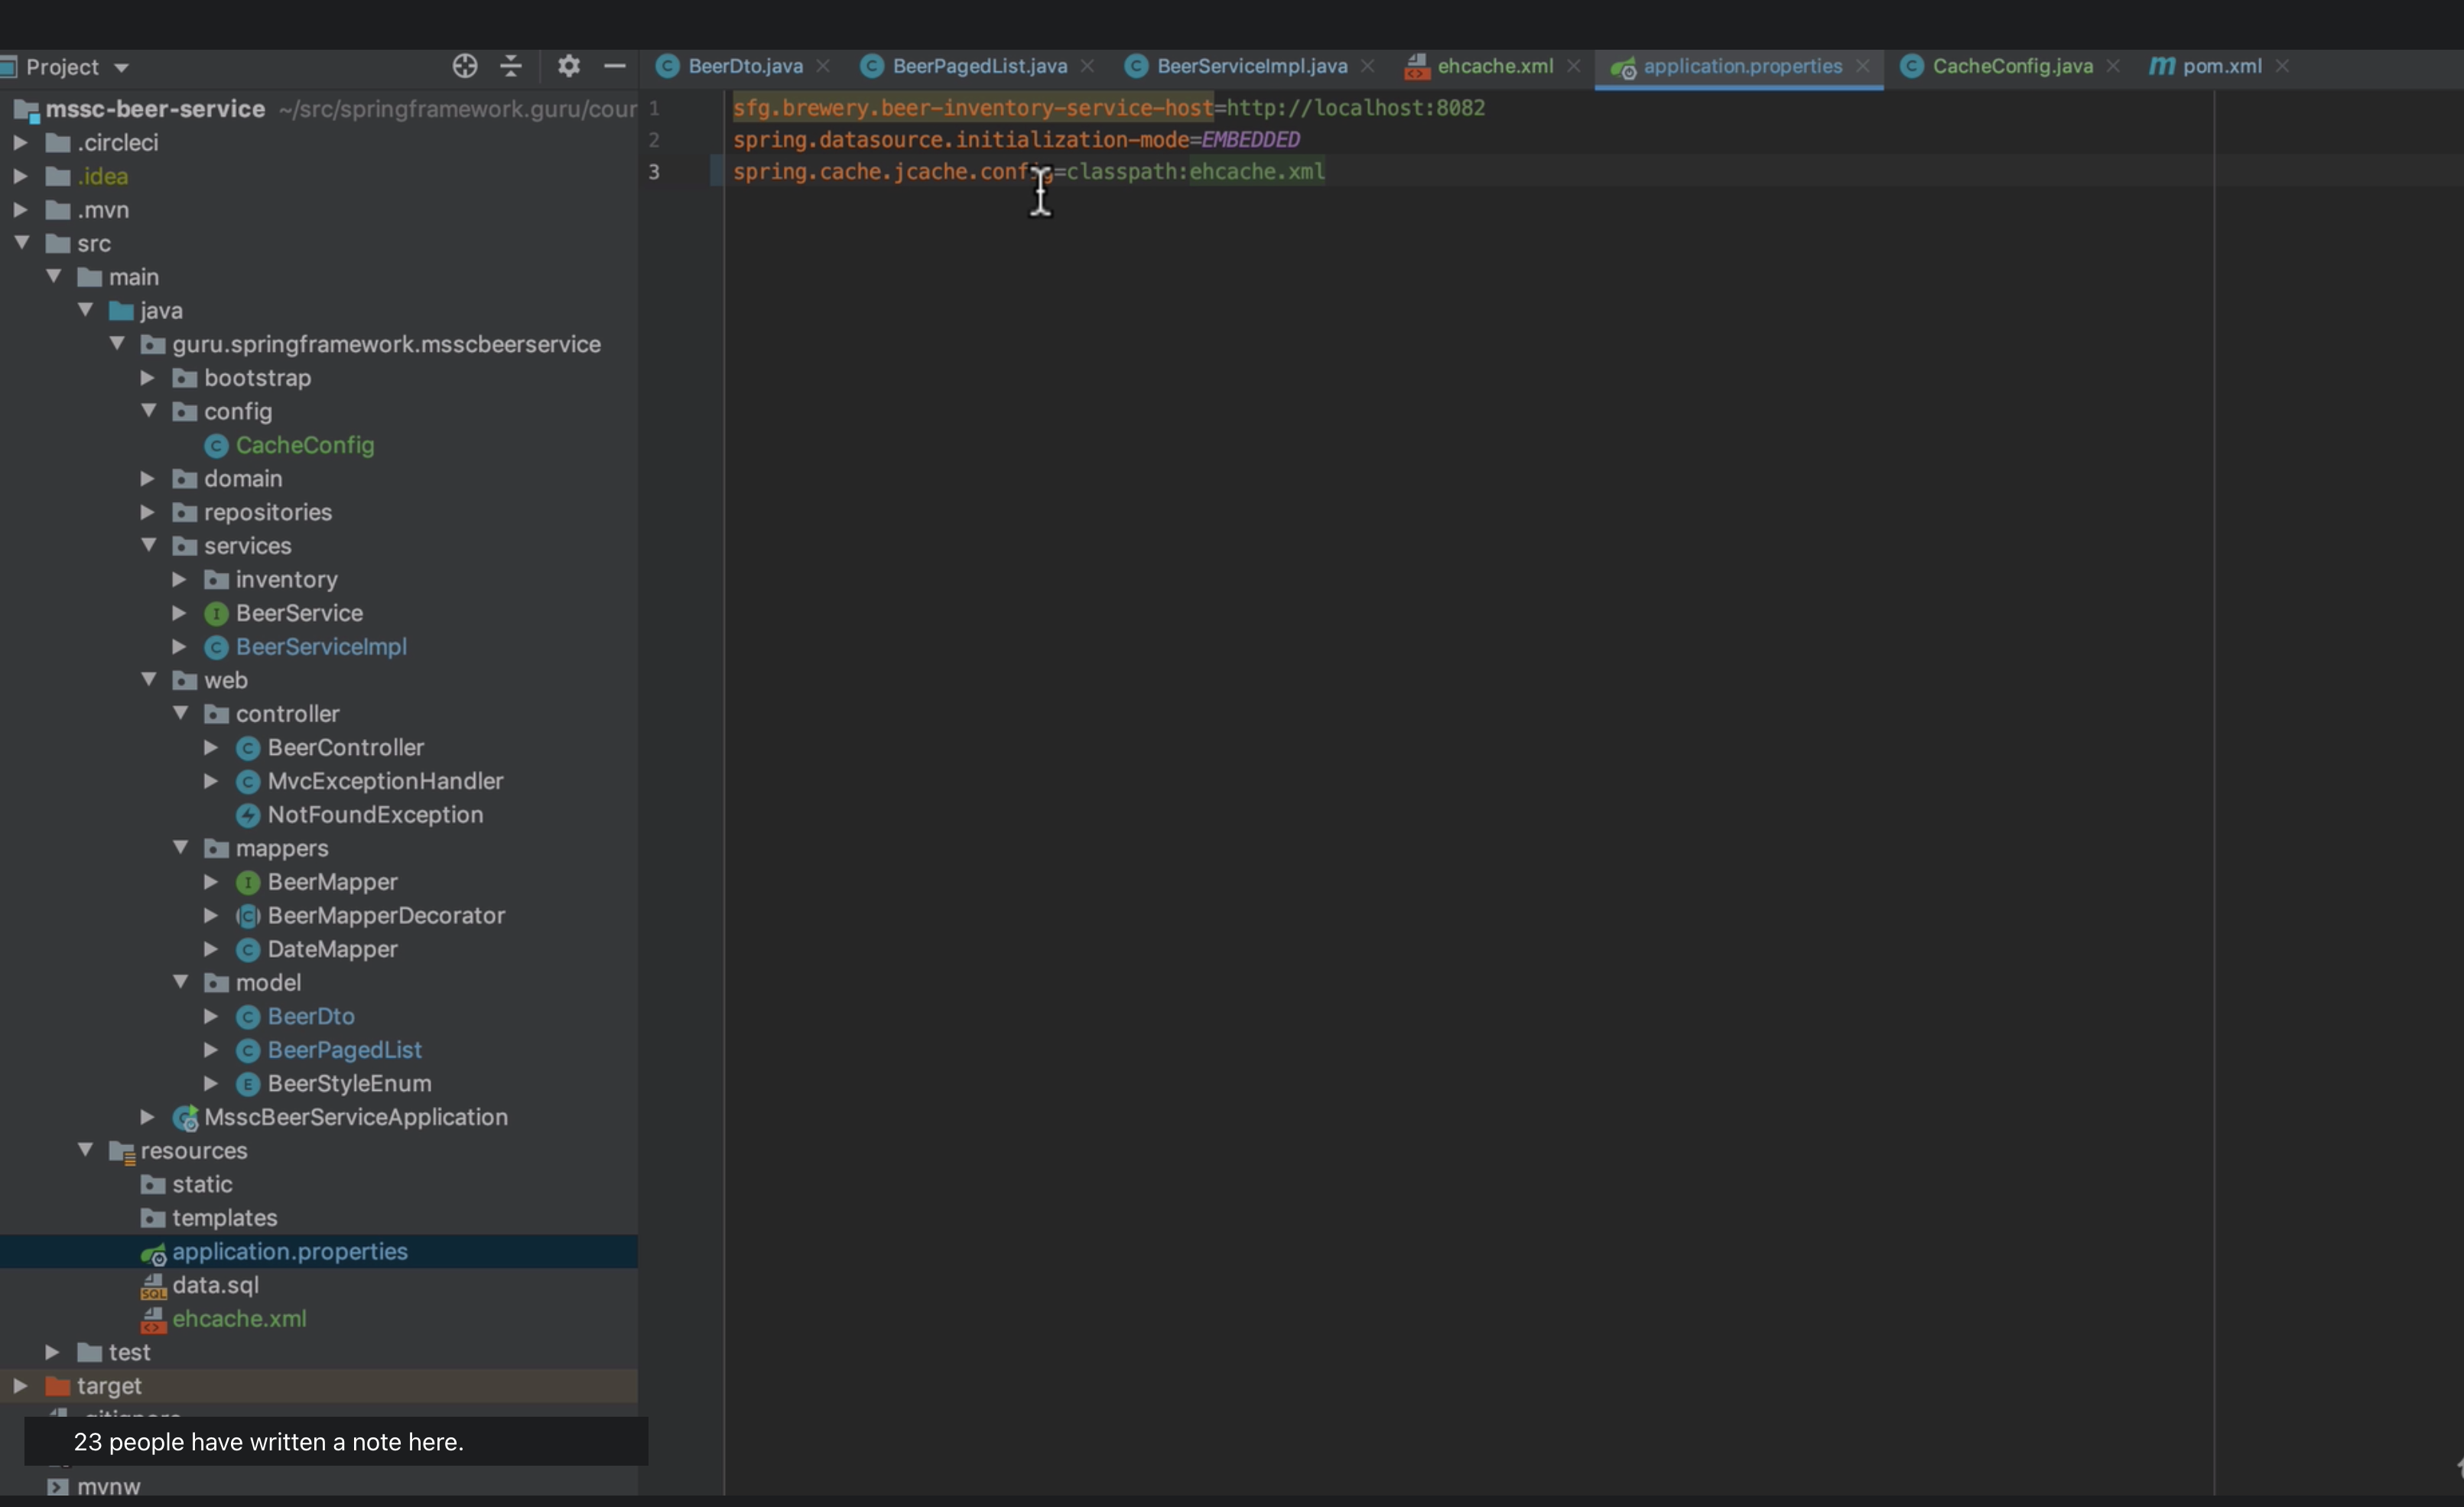 Project
BeerDto.java
BeerPagedList.java
BeerServiceImpl.java
ehcache.xml
application.properties
CacheConfig.java
pom.xml
mssc-beer-service ~/src/springframework.guru/cour
.circleci
.idea
.mvn
src
main
java
guru.springframework.msscbeerservice
bootstrap
config
CacheConfig
domain
repositories
services
inventory
BeerService
BeerServiceImpl
web
controller
BeerController
MvcExceptionHandler
NotFoundException
mappers
BeerMapper
BeerMapperDecorator
DateMapper
model
BeerDto
BeerPagedList
BeerStyleEnum
MsscBeerServiceApplication
resources
static
templates
application.properties
data.sql
ehcache.xml
test
target
23 people have written a note here.
mvnw
1 sfg.brewery.beer-inventory-service-host=http://localhost:8082
2 spring.datasource.initialization-mode=EMBEDDED
3 spring.cache.jcache.config=classpath:ehcache.xml